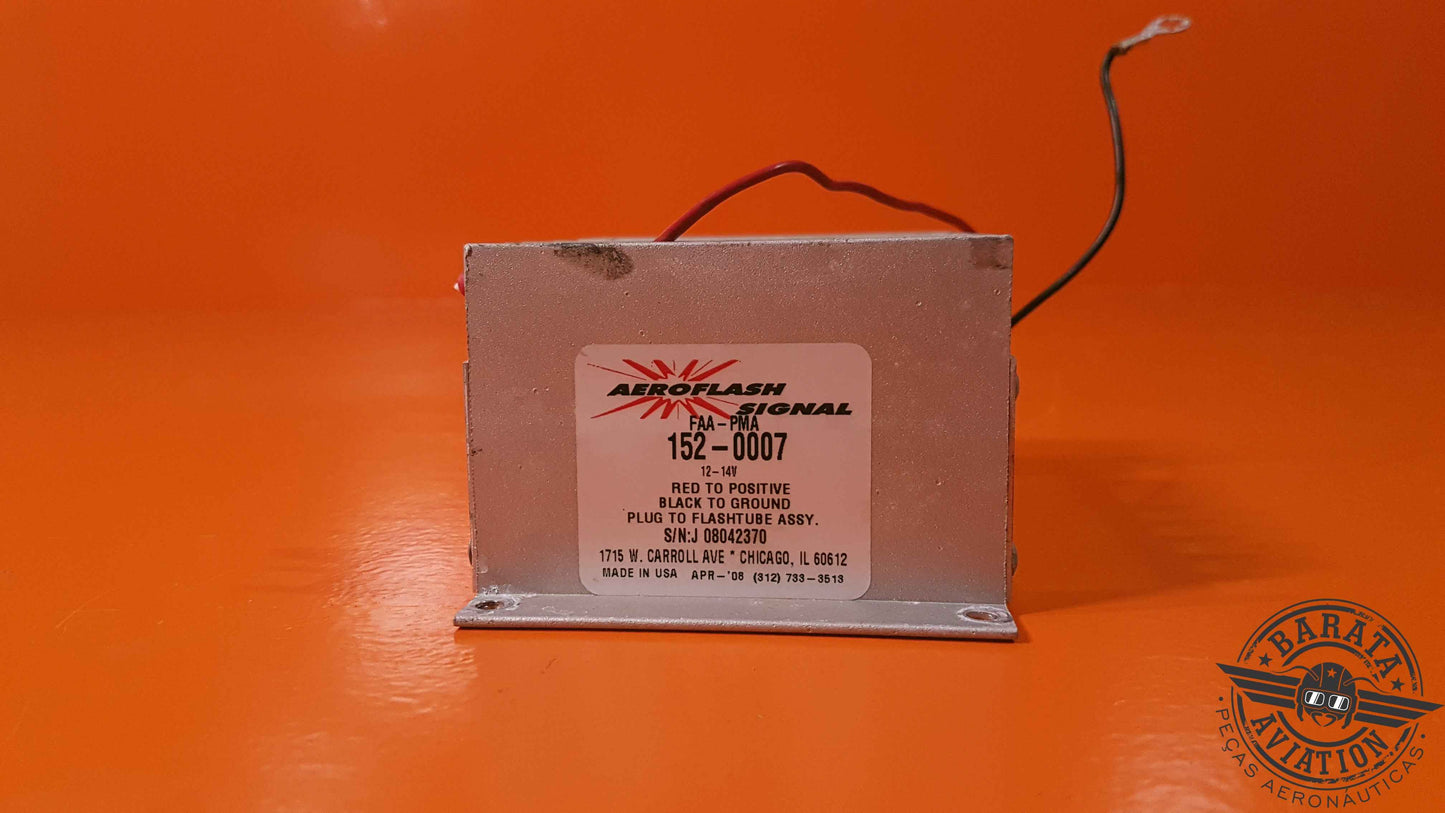 AEROFLASH
SIGNAL
FAA-PMA
152-0007
12-14V
RED TO POSITIVE
BLACK TO GROUND
PLUG TO FLASHTUBE ASSY.
S/N:J 08042370
1715 W. CARROLL AVE * CHICAGO, IL 60612
MADE IN USA APR-'08 (312) 733-3513
BARATA
AVIATION
• PEÇAS AERONAUTICAS •